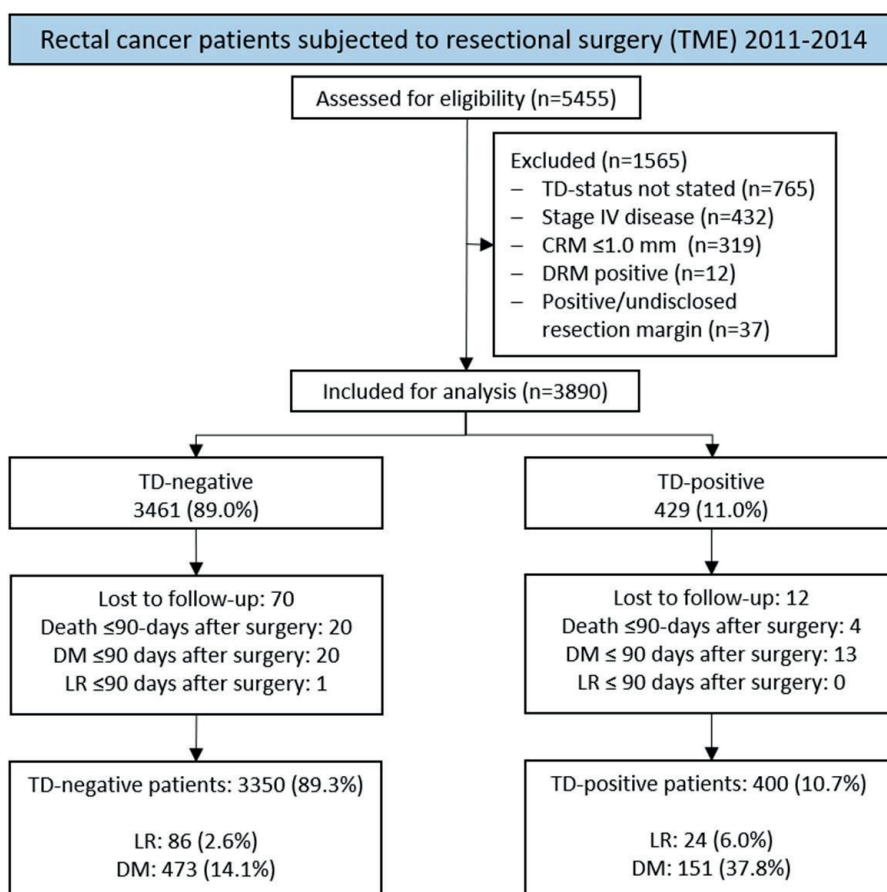 Rectal cancer patients subjected to resectional surgery (TME) 2011-2014
Assessed for eligibility (n=5455)
Excluded (n=1565)
– TD-status not stated (n=765)
– Stage IV disease (n=432)
– CRM ≤1.0 mm (n=319)
– DRM positive (n=12)
– Positive/undisclosed
resection margin (n=37)
Included for analysis (n=3890)
TD-negative
3461 (89.0%)
TD-positive
429 (11.0%)
Lost to follow-up: 70
Death ≤90-days after surgery: 20
DM ≤90 days after surgery: 20
LR ≤90 days after surgery: 1
Lost to follow-up: 12
Death ≤90-days after surgery: 4
DM ≤ 90 days after surgery: 13
LR ≤ 90 days after surgery: 0
TD-negative patients: 3350 (89.3%)
LR: 86 (2.6%)
DM: 473 (14.1%)
TD-positive patients: 400 (10.7%)
LR: 24 (6.0%)
DM: 151 (37.8%)